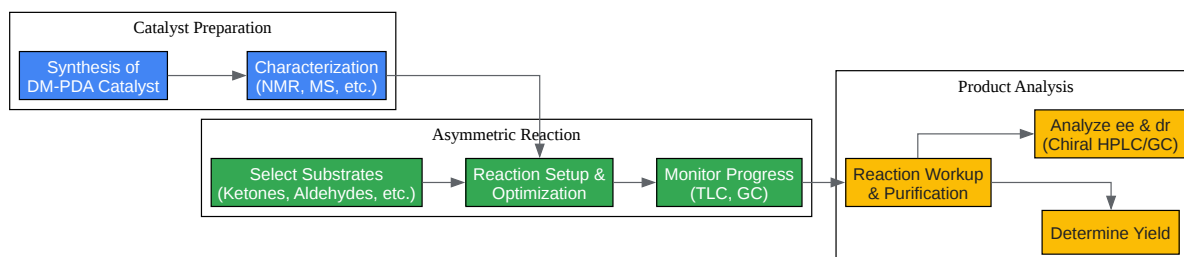 Catalyst Preparation
Synthesis of
DM-PDA Catalyst
Characterization
(NMR, MS, etc.)
Asymmetric Reaction
Select Substrates
(Ketones, Aldehydes, etc.)
Reaction Setup &
Optimization
Monitor Progress
(TLC, GC)
Product Analysis
Reaction Workup
& Purification
Analyze ee & dr
(Chiral HPLC/GC)
Determine Yield